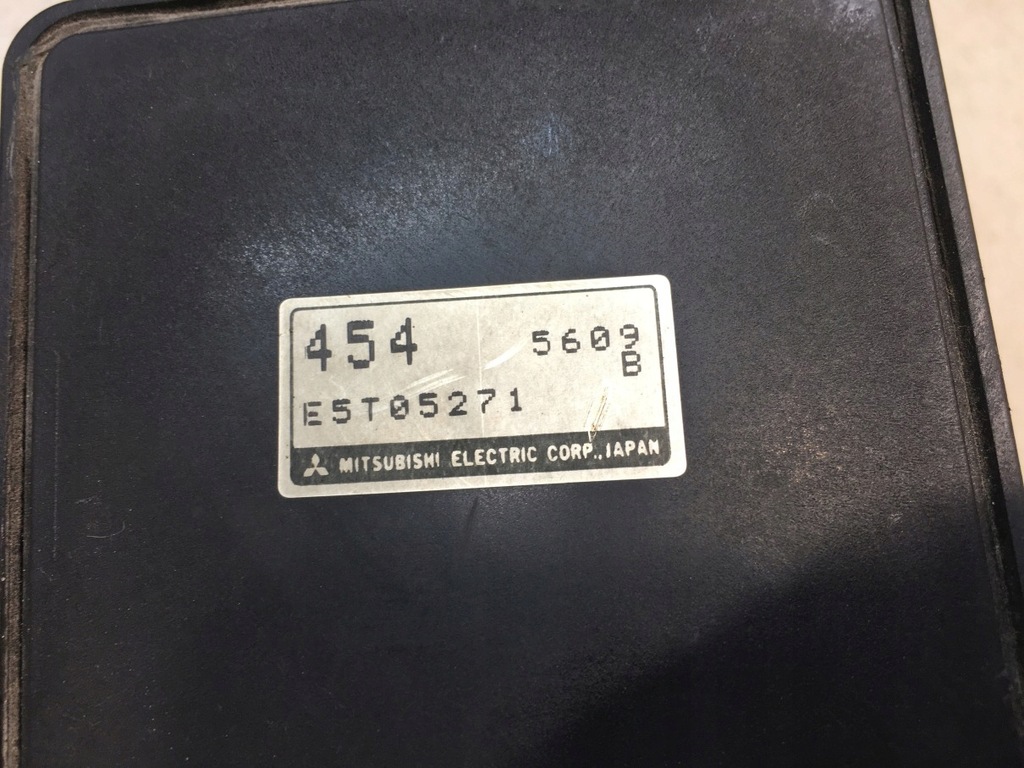 454 5609
B
E5T05271
MITSUBISHI ELECTRIC CORP., JAPAN